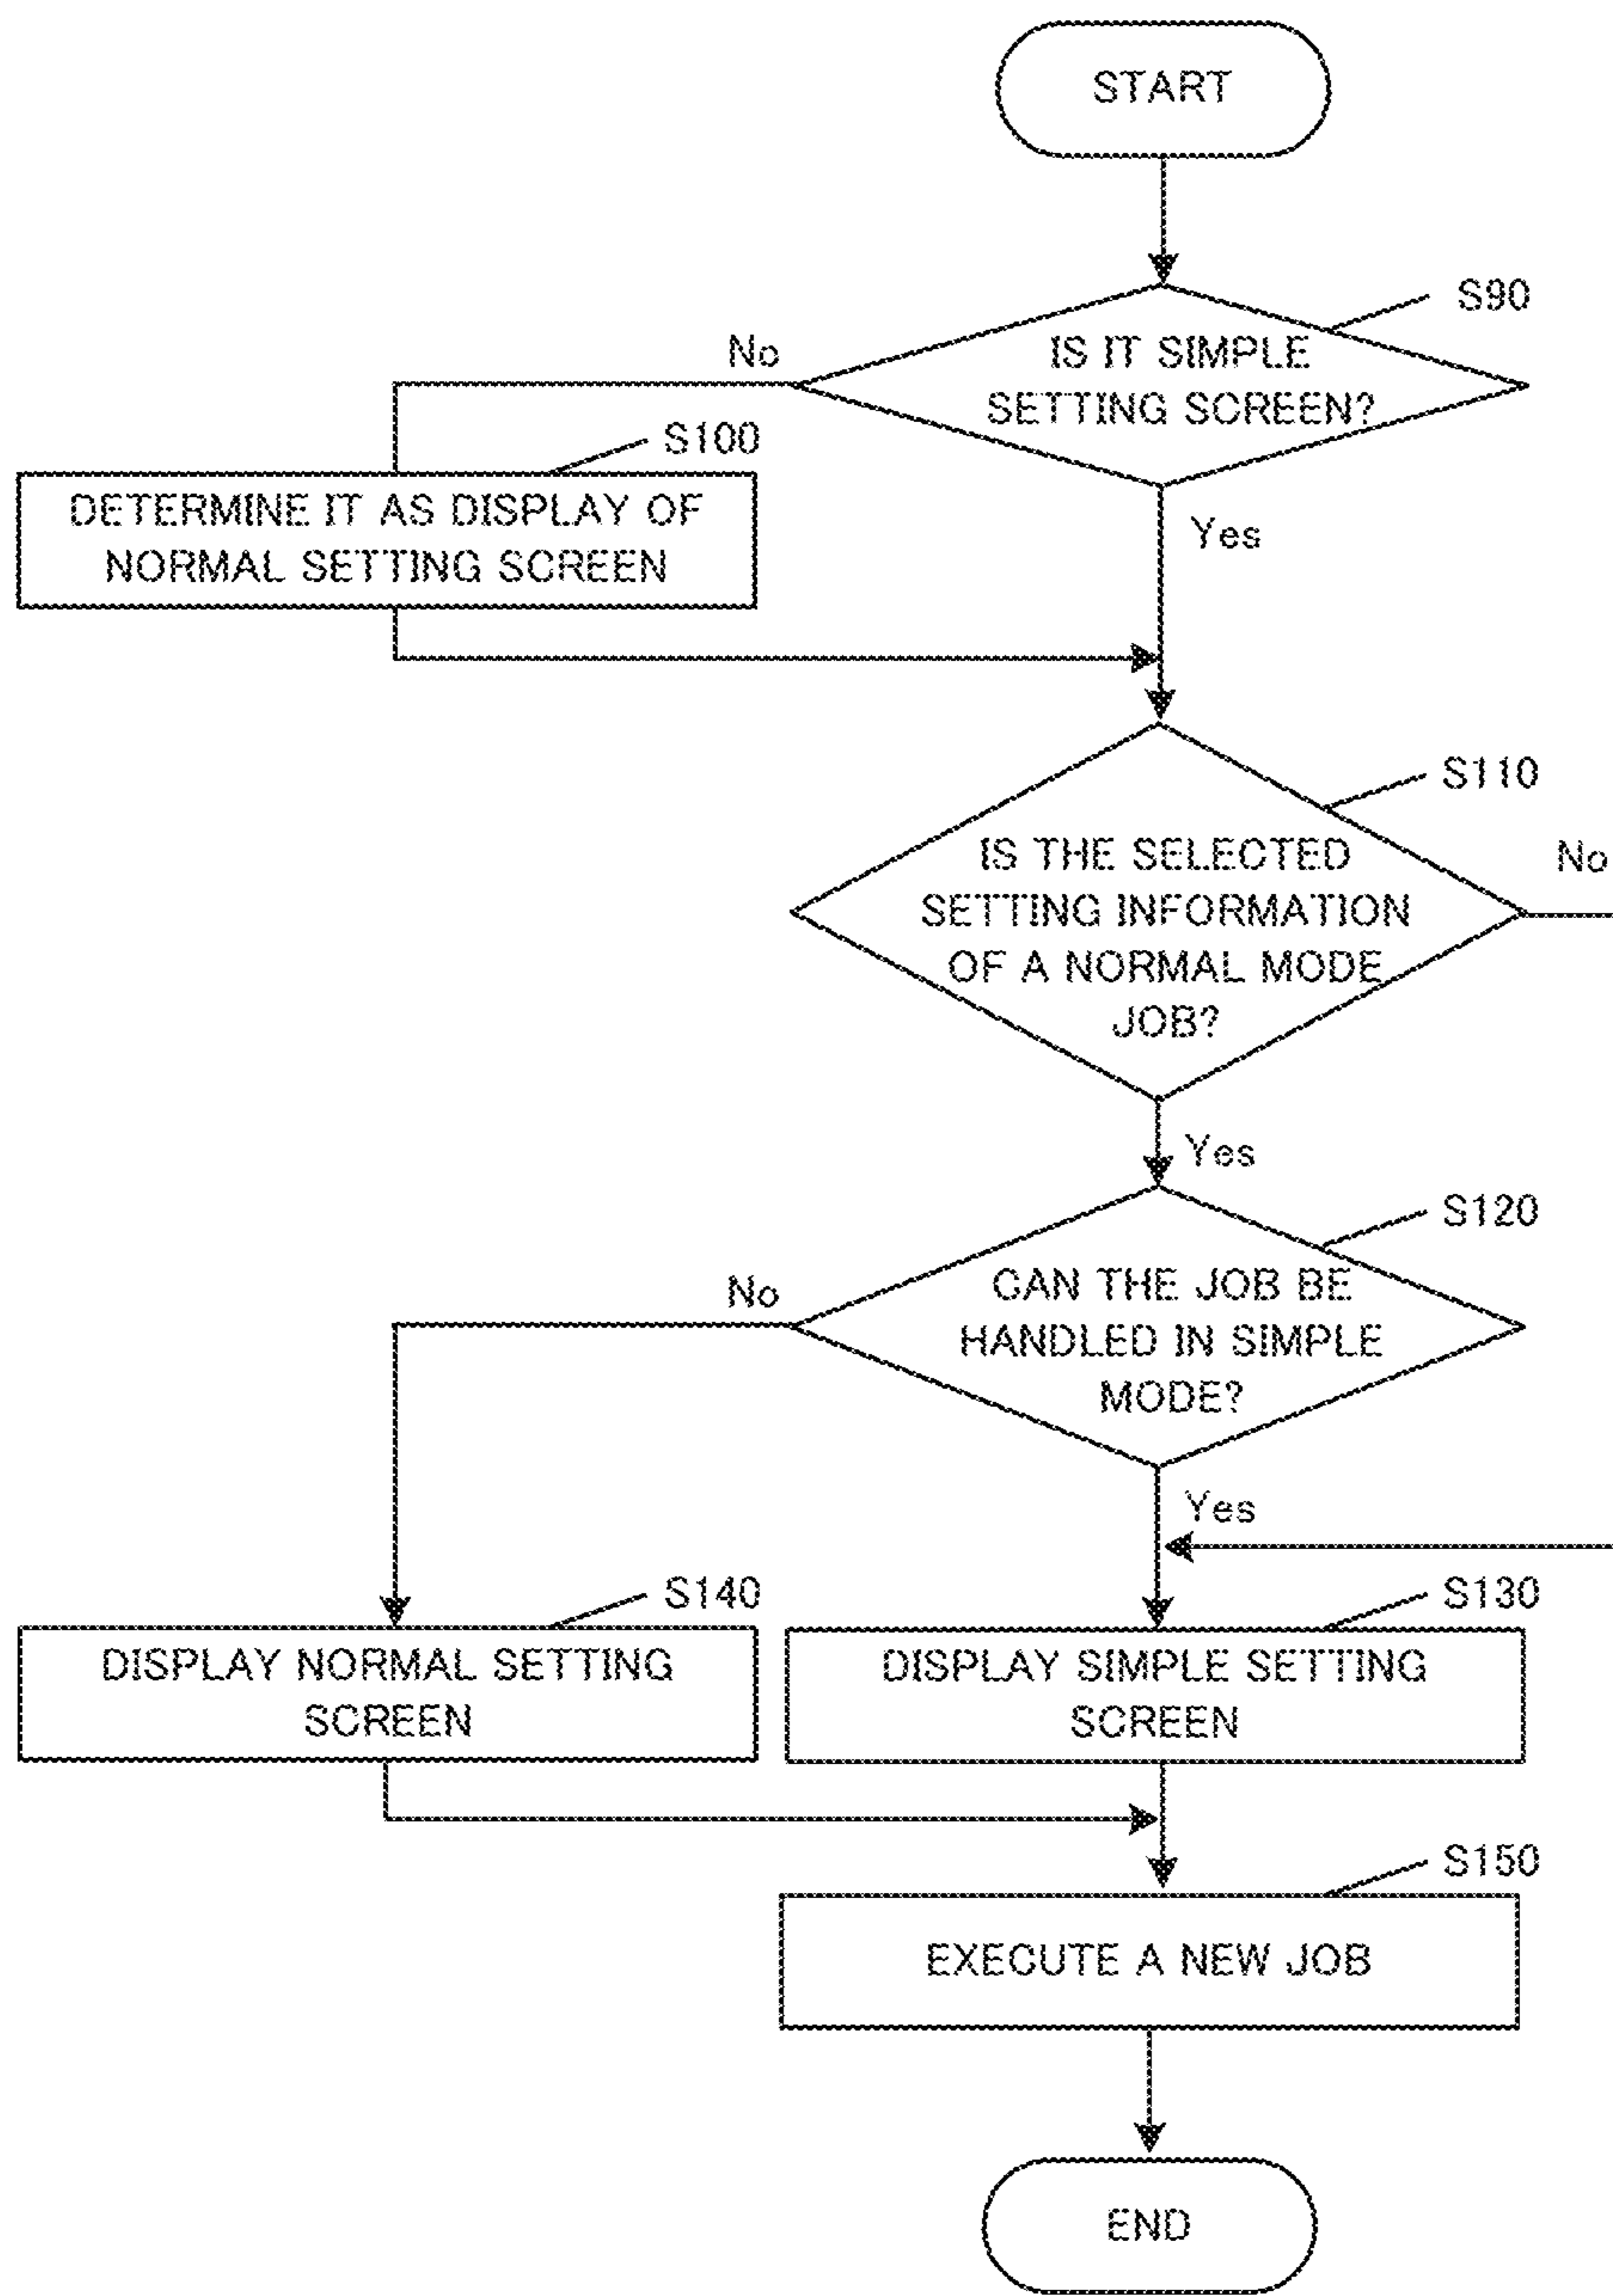 START
S90
No
IS IT SIMPLE
SETTING SCREEN?
S100
DETERMINE IT AS DISPLAY OF
NORMAL SETTING SCREEN
Yes
S110
IS THE SELECTED
SETTING INFORMATION
OF A NORMAL MODE
JOB?
No
Yes
S120
No
CAN THE JOB BE
HANDLED IN SIMPLE
MODE?
Yes
S140
DISPLAY NORMAL SETTING
SCREEN
S130
DISPLAY SIMPLE SETTING
SCREEN
S150
EXECUTE A NEW JOB
END